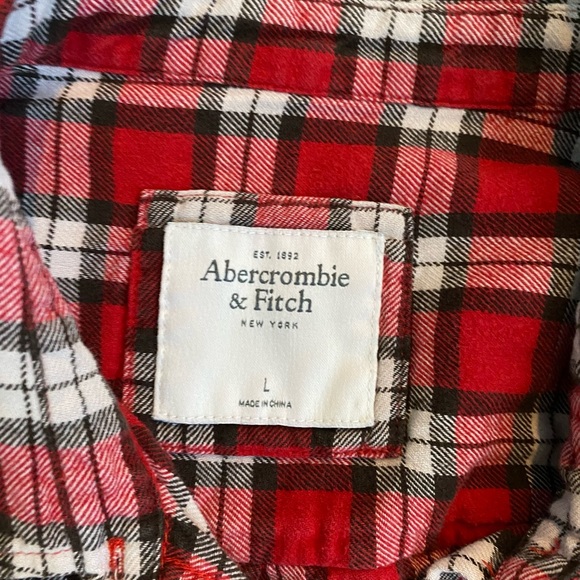 EST. 1892
Abercrombie
& Fitch
NEW YORK
L
MADE IN CHINA